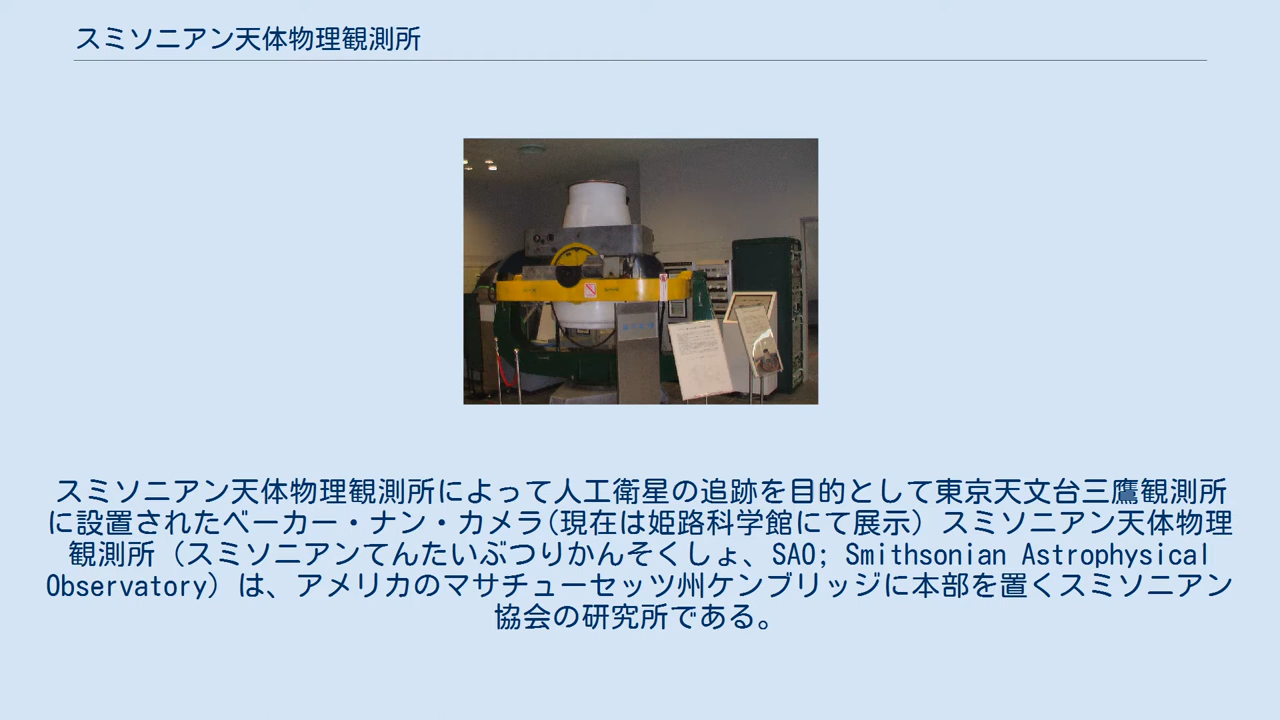 スミソニアン天体物理観測所
スミソニアン天体物理観測所によって人工衛星の追跡を目的として東京天文台三鷹観測所
に設置されたベーカー・ナン・カメラ(現在は姫路科学館にて展示）スミソニアン天体物理
観測所（スミソニアンてんたいぶつりかんそくしょ、SAO; Smithsonian Astrophysical
Observatory）は、アメリカのマサチューセッツ州ケンブリッジに本部を置くスミソニアン
協会の研究所である。